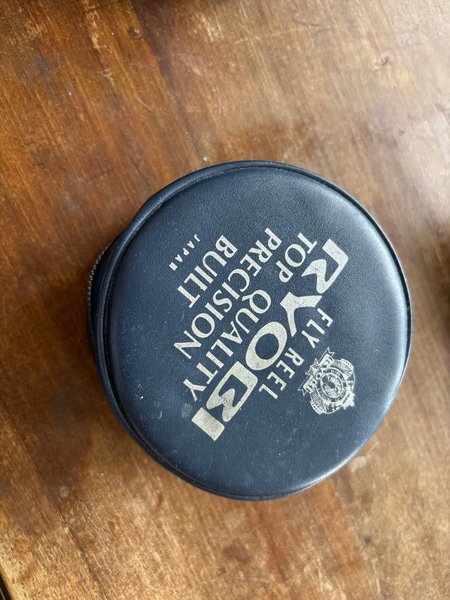 FLY REEL
RYOBI
TOP QUALITY
PRECISION
BUILT
JAPAN